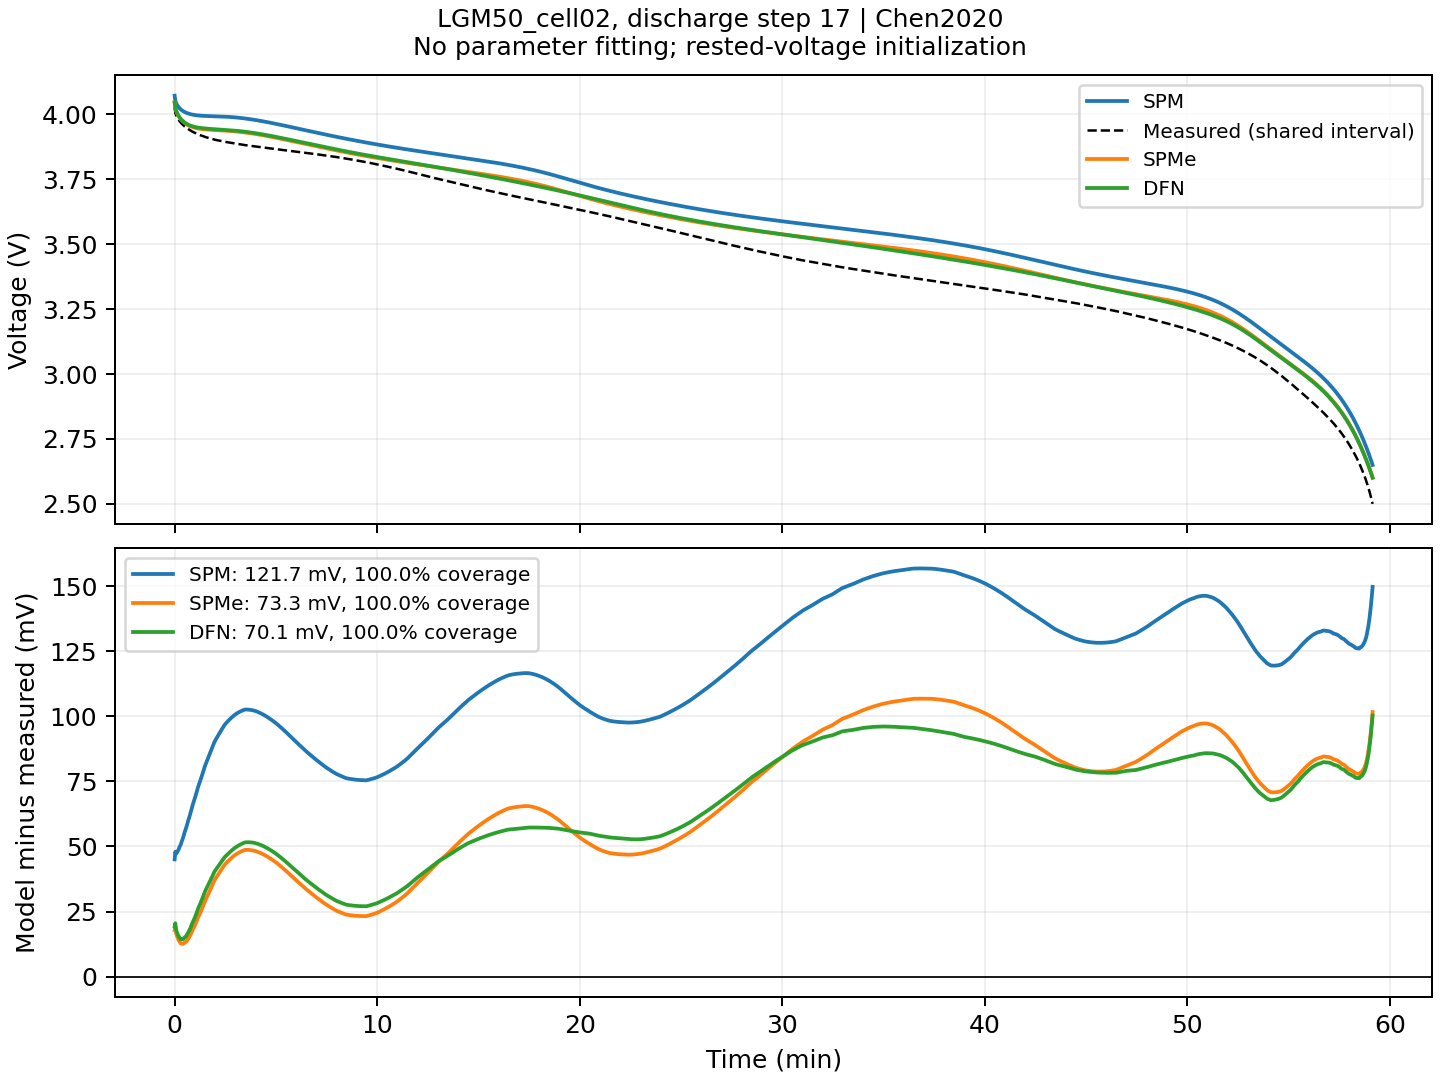 LGM50_cell02, discharge step 17 | Chen2020
No parameter fitting; rested-voltage initialization
Voltage (V)
4.00
3.75
3.50
3.25
3.00
2.75
2.50
SPM
Measured (shared interval)
SPMe
DFN
Model minus measured (mV)
150
125
100
75
50
25
0
SPM: 121.7 mV, 100.0% coverage
SPMe: 73.3 mV, 100.0% coverage
DFN: 70.1 mV, 100.0% coverage
0
10
20
30
40
50
60
Time (min)